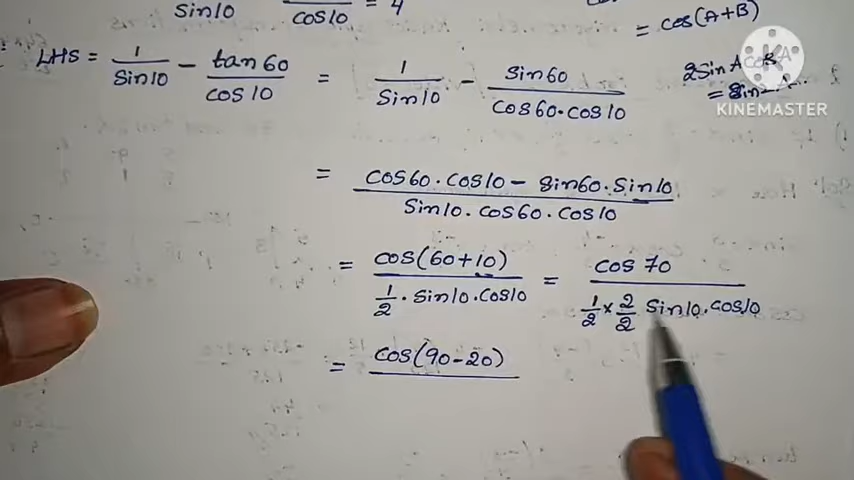 sin10 cos10 = 4
= cos(A+B)
LHS = 1/sin10 - tan60/cos10 = 1/sin10 - sin60/cos60.cos10
2SinA
KINEMASTER
= cos60.cos10 - sin60.sin10 / sin10.cos60.cos10
= cos(60+10) / 1/2 . sin10.cos10 = cos70 / 1/2 × 2/2 sin10.cos10
= cos(90-20)